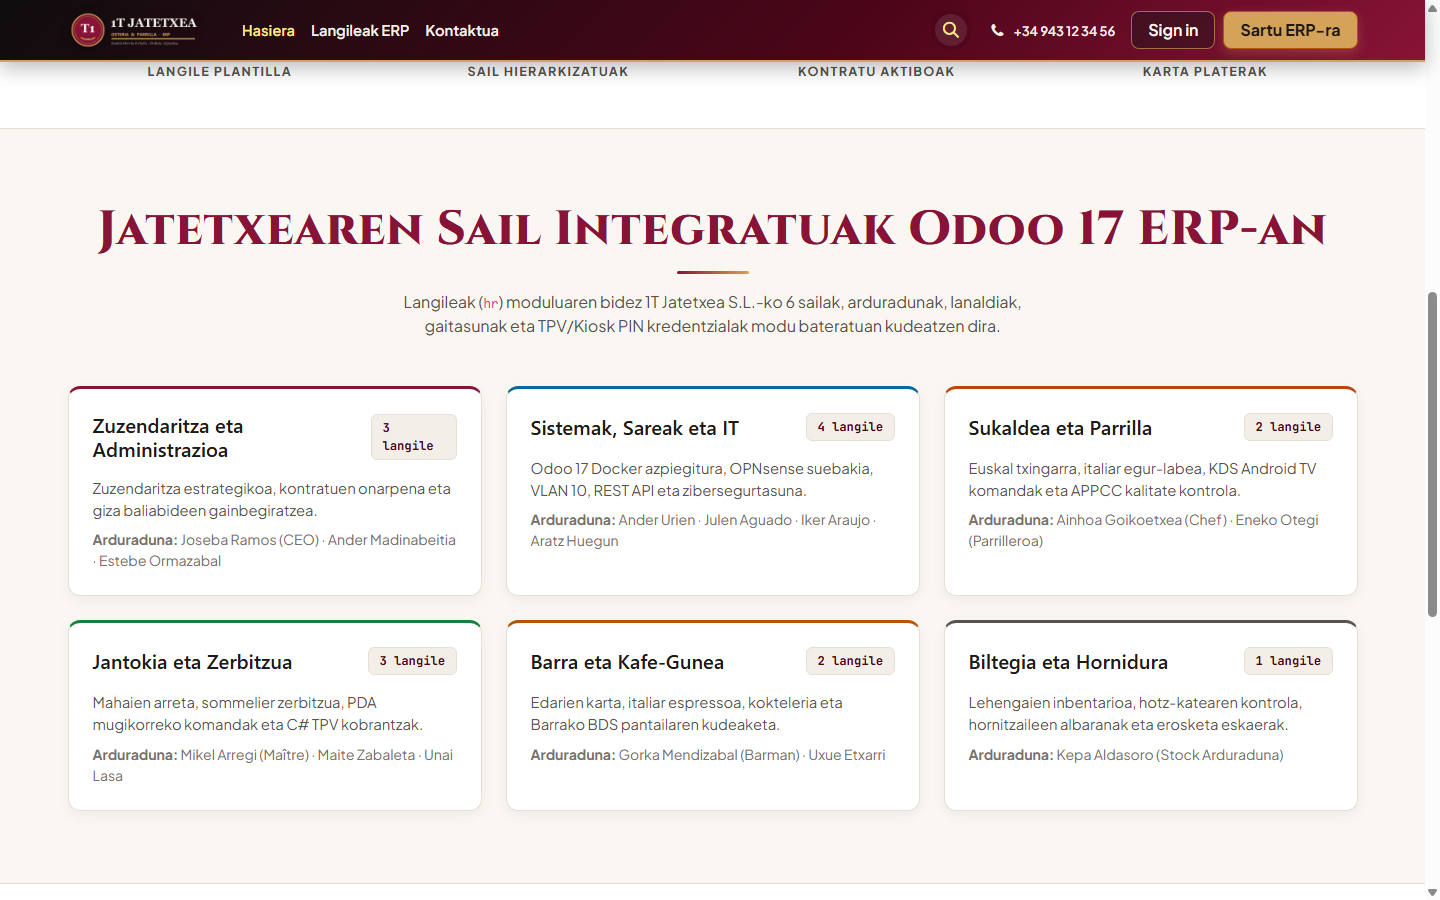 T1
1T JATETXEA
OSTERIA & PARRILLA · ERP
Hasiera
Langileak ERP
Kontaktua
+34 943 12 34 56
Sign in
Sartu ERP-ra
LANGILE PLANTILLA
SAIL HIERARKIZATUAK
KONTRATU AKTIBOAK
KARTA PLATERAK
Jatetxearen Sail Integratuak Odoo 17 ERP-an
Langileak (hr) moduluaren bidez 1T Jatetxea S.L.-ko 6 sailak, arduradunak, lanaldiak,
gaitasunak eta TPV/Kiosk PIN kredentzialak modu bateratuan kudeatzen dira.
Zuzendaritza eta
Administrazioa
3
langile
Zuzendaritza estrategikoa, kontratuen onarpena eta
giza baliabideen gainbegiratzea.
Arduraduna: Joseba Ramos (CEO) · Ander Madinabeitia
· Estebe Ormazabal
Sistemak, Sareak eta IT
4 langile
Odoo 17 Docker azpiegitura, OPNsense suebakia,
VLAN 10, REST API eta zibersegurtasuna.
Arduraduna: Ander Urien · Julen Aguado · Iker Araujo ·
Aratz Huegun
Sukaldea eta Parrilla
2 langile
Euskal txingarra, italiar egur-labea, KDS Android TV
komandak eta APPCC kalitate kontrola.
Arduraduna: Ainhoa Goikoetxea (Chef) · Eneko Otegi
(Parrilleroa)
Jantokia eta Zerbitzua
3 langile
Mahaien arreta, sommelier zerbitzua, PDA
mugikorreko komandak eta C# TPV kobrantzak.
Arduraduna: Mikel Arregi (Maître) · Maite Zabaleta · Unai
Lasa
Barra eta Kafe-Gunea
2 langile
Edarien karta, italiar espressoa, kokteleria eta
Barrako BDS pantailaren kudeaketa.
Arduraduna: Gorka Mendizabal (Barman) · Uxue Etxarri
Biltegia eta Hornidura
1 langile
Lehengaien inbentarioa, hotz-katearen kontrola,
hornitzaileen albaranak eta erosketa eskaerak.
Arduraduna: Kepa Aldasoro (Stock Arduraduna)